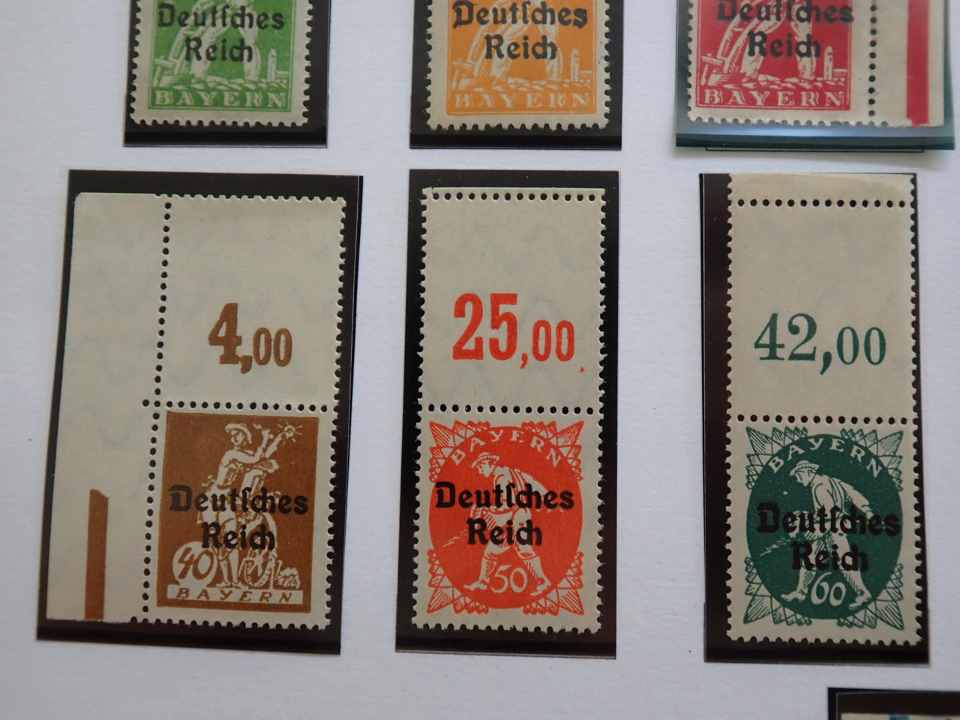 Deutſches
Reich
BAYERN
Deutſches
Reich
BAYERN
Deutſches
Reich
BAYERN
4,00
Deutſches
Reich
40
BAYERN
25,00
BAYERN
Deutſches
Reich
50
42,00
BAYERN
Deutſches
Reich
60